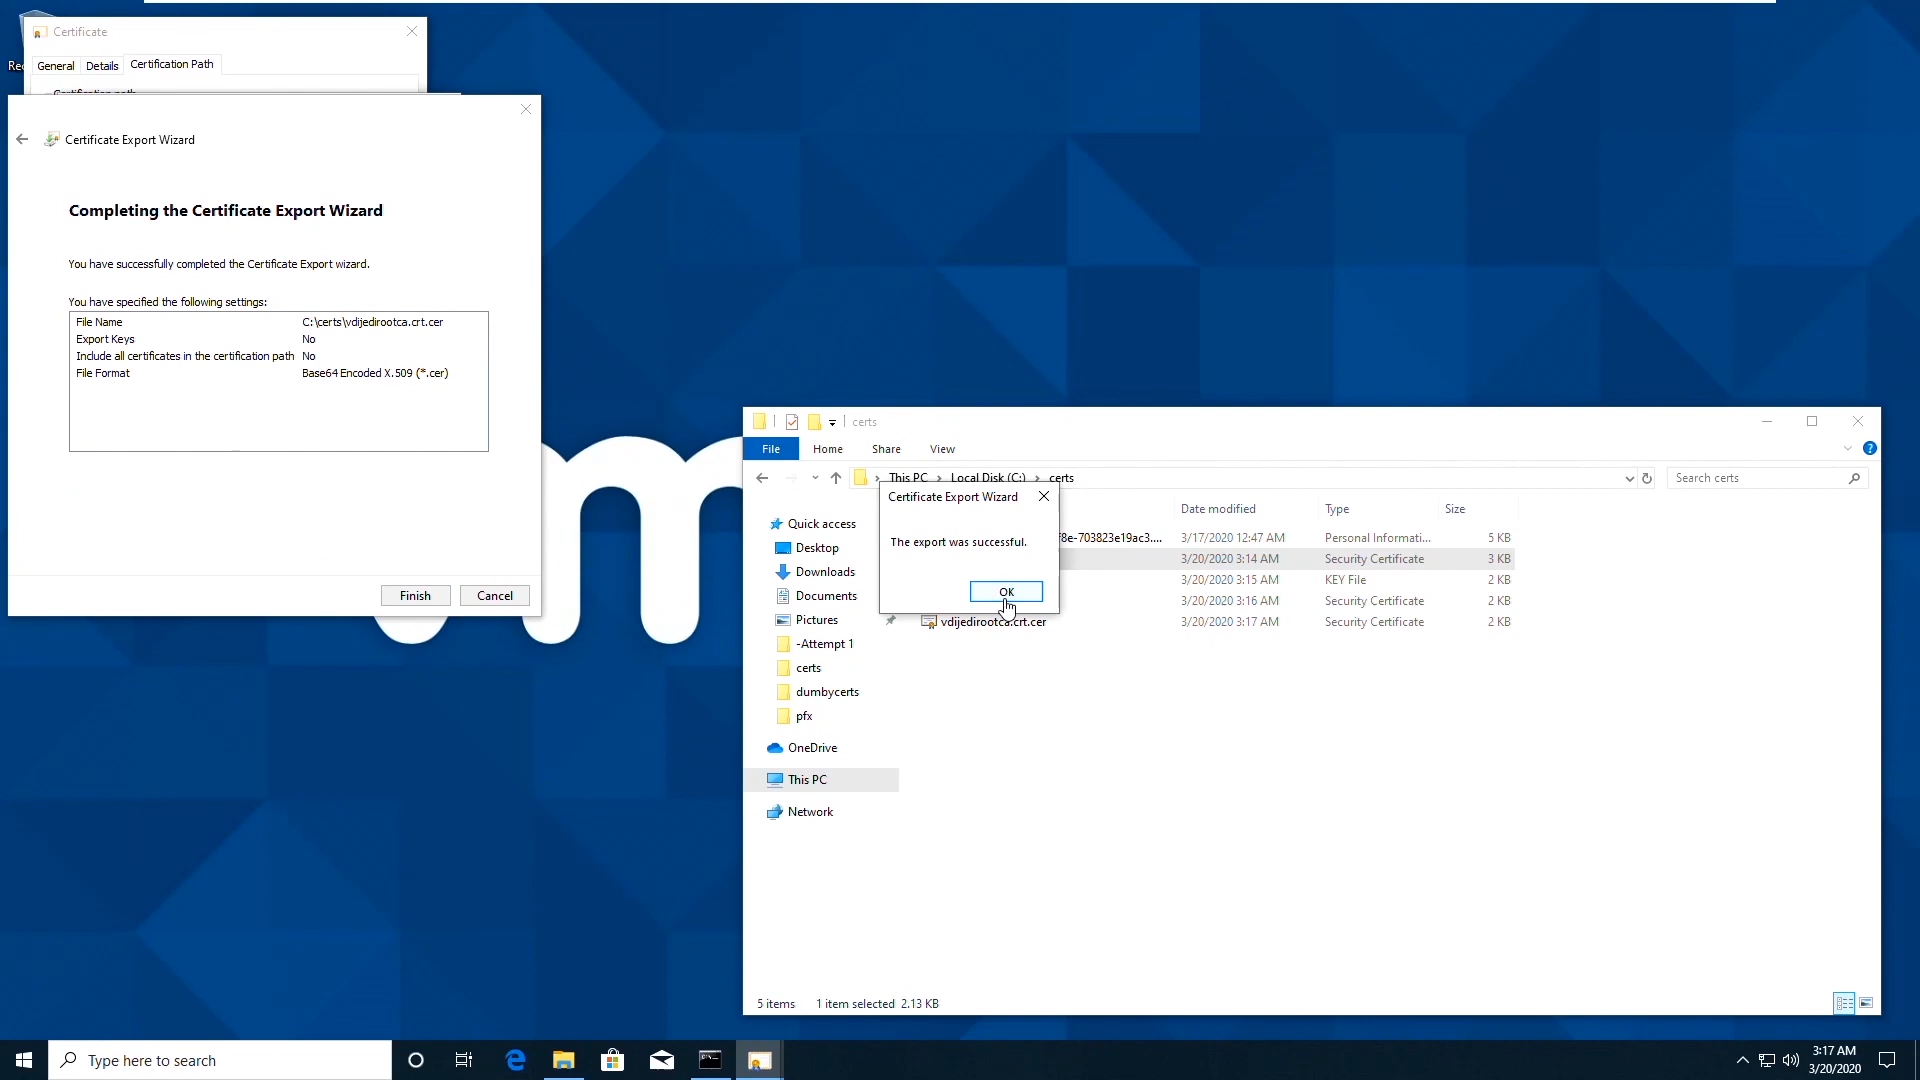 Certificate
General Details Certification Path
Certification path
Certificate Export Wizard
Completing the Certificate Export Wizard
You have successfully completed the Certificate Export wizard.
You have specified the following settings:
File Name C:\certs\vdijedirootca.crt.cer
Export Keys No
Include all certificates in the certification path No
File Format Base64 Encoded X.509 (*.cer)
Finish Cancel
certs
File Home Share View
This PC Local Disk (C:) certs
Search certs
Date modified Type Size
f8e-703823e19ac3.... 3/17/2020 12:47 AM Personal Informati... 5 KB
3/20/2020 3:14 AM Security Certificate 3 KB
3/20/2020 3:15 AM KEY File 2 KB
3/20/2020 3:16 AM Security Certificate 2 KB
vdijedirootca.crt.cer 3/20/2020 3:17 AM Security Certificate 2 KB
Quick access
Desktop
Downloads
Documents
Pictures
-Attempt 1
certs
dumbycerts
pfx
OneDrive
This PC
Network
Certificate Export Wizard
The export was successful.
OK
5 items 1 item selected 2.13 KB
Type here to search
3:17 AM
3/20/2020